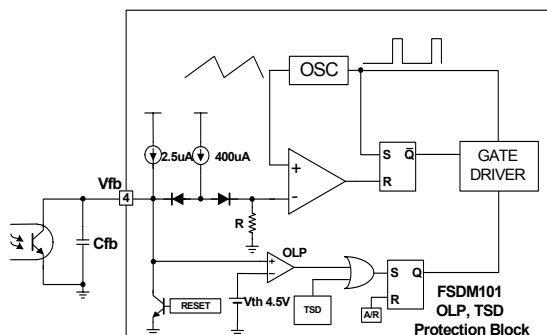 OSC
2.5uA
400uA
Vfb
4
+
-
S
Q
R
GATE
DRIVER
R
Cfb
OLP
+
-
RESET
Vth 4.5V
TSD
S
Q
R
A/R
FSDM101
OLP, TSD
Protection Block